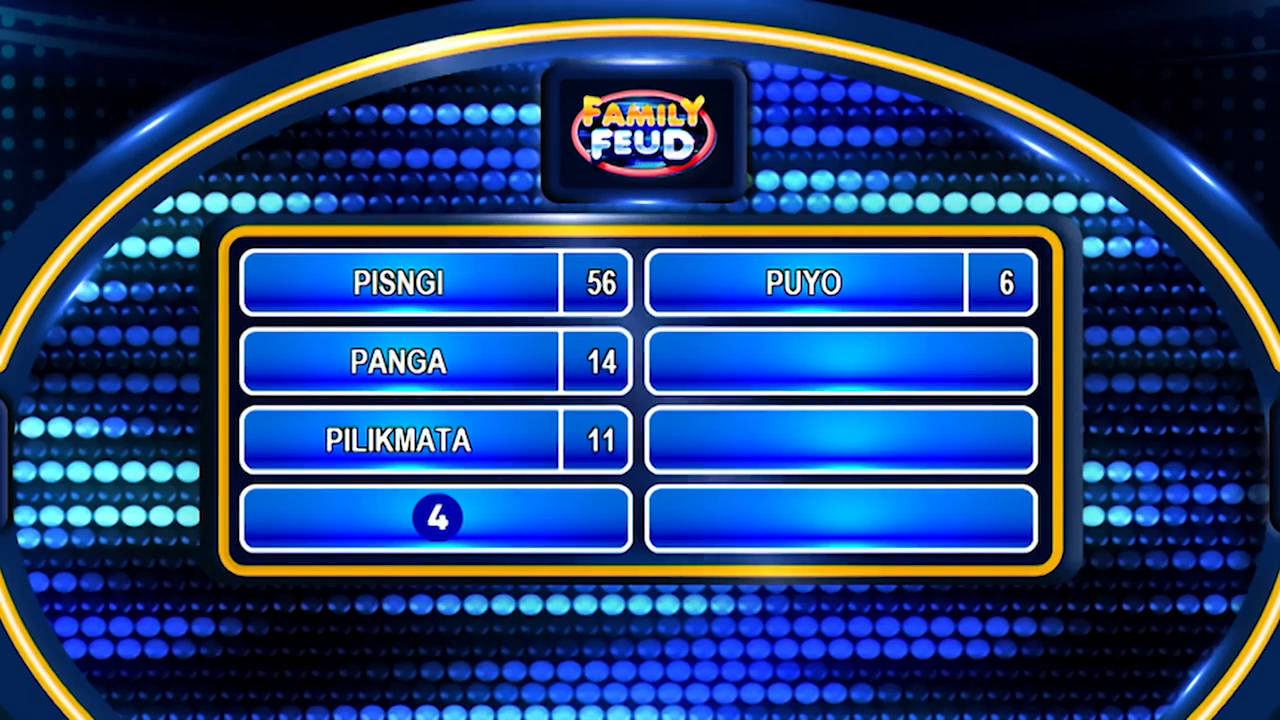 FAMILY
FEUD
PISNGI 56
PANGA 14
PILIKMATA 11
4
PUYO 6